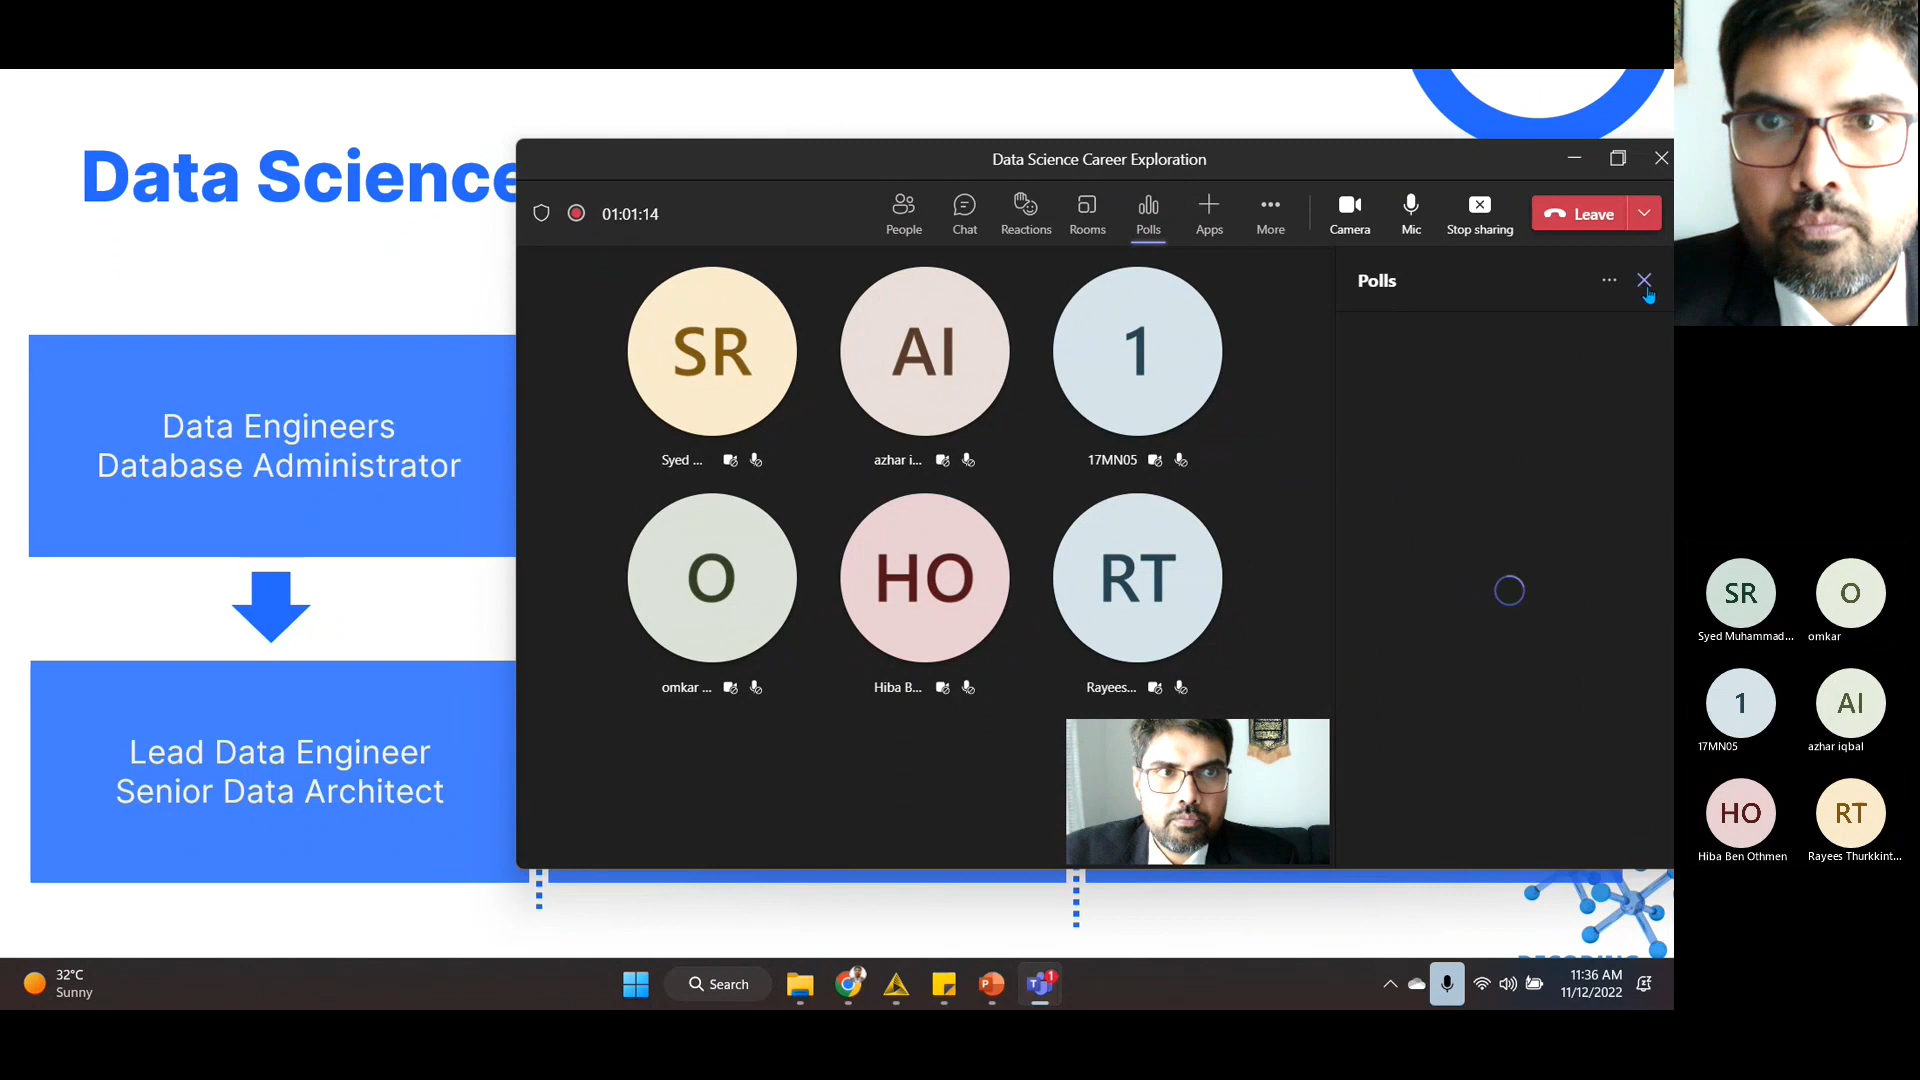 Data Science
Data Engineers
Database Administrator
Lead Data Engineer
Senior Data Architect
Data Science Career Exploration
01:01:14
People
Chat
Reactions
Rooms
Polls
Apps
More
Camera
Mic
Stop sharing
Leave
Polls
SR
AI
1
Syed ...
azhar i...
17MN05
O
HO
RT
omkar ...
Hiba B...
Rayees...
SR
O
Syed Muhammad...
omkar
1
AI
17MN05
azhar iqbal
HO
RT
Hiba Ben Othmen
Rayees Thurkkint...
32°C
Sunny
Search
1
11:36 AM
11/12/2022